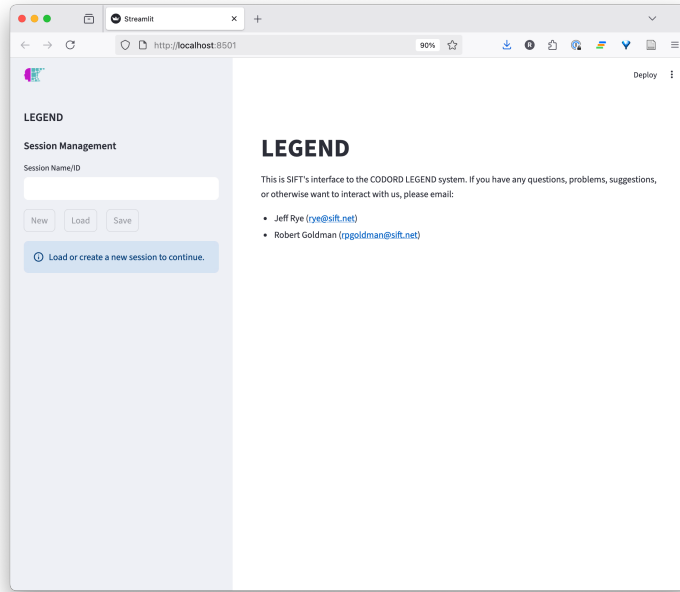 Streamlit
http://localhost:8501
90%
Deploy
LEGEND
Session Management
Session Name/ID
New
Load
Save
Load or create a new session to continue.
LEGEND
This is SIFT's interface to the CODORD LEGEND system. If you have any questions, problems, suggestions,
or otherwise want to interact with us, please email:
Jeff Rye (rye@sift.net)
Robert Goldman (rpgoldman@sift.net)